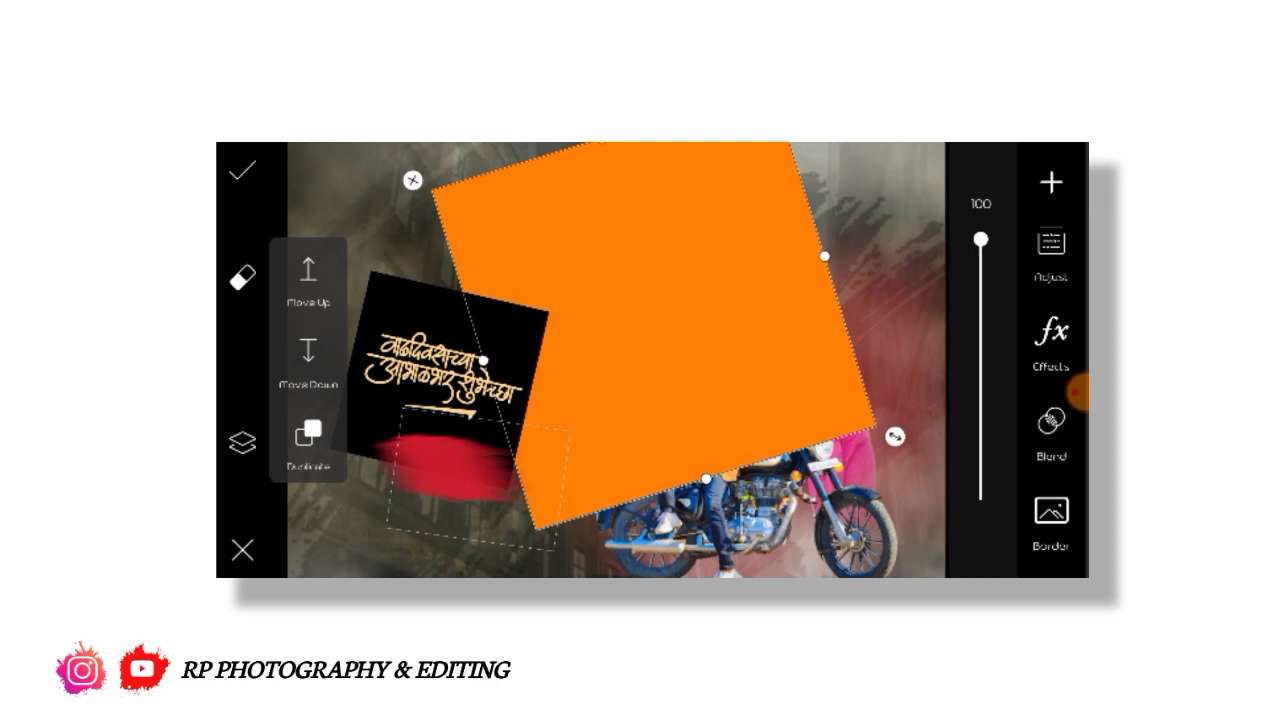 100
Adjust
Move Up
वाढदिवसाच्या
आभाळभर शुभेच्छा
Effects
Move Down
Blend
Duplicate
Border
RP PHOTOGRAPHY & EDITING